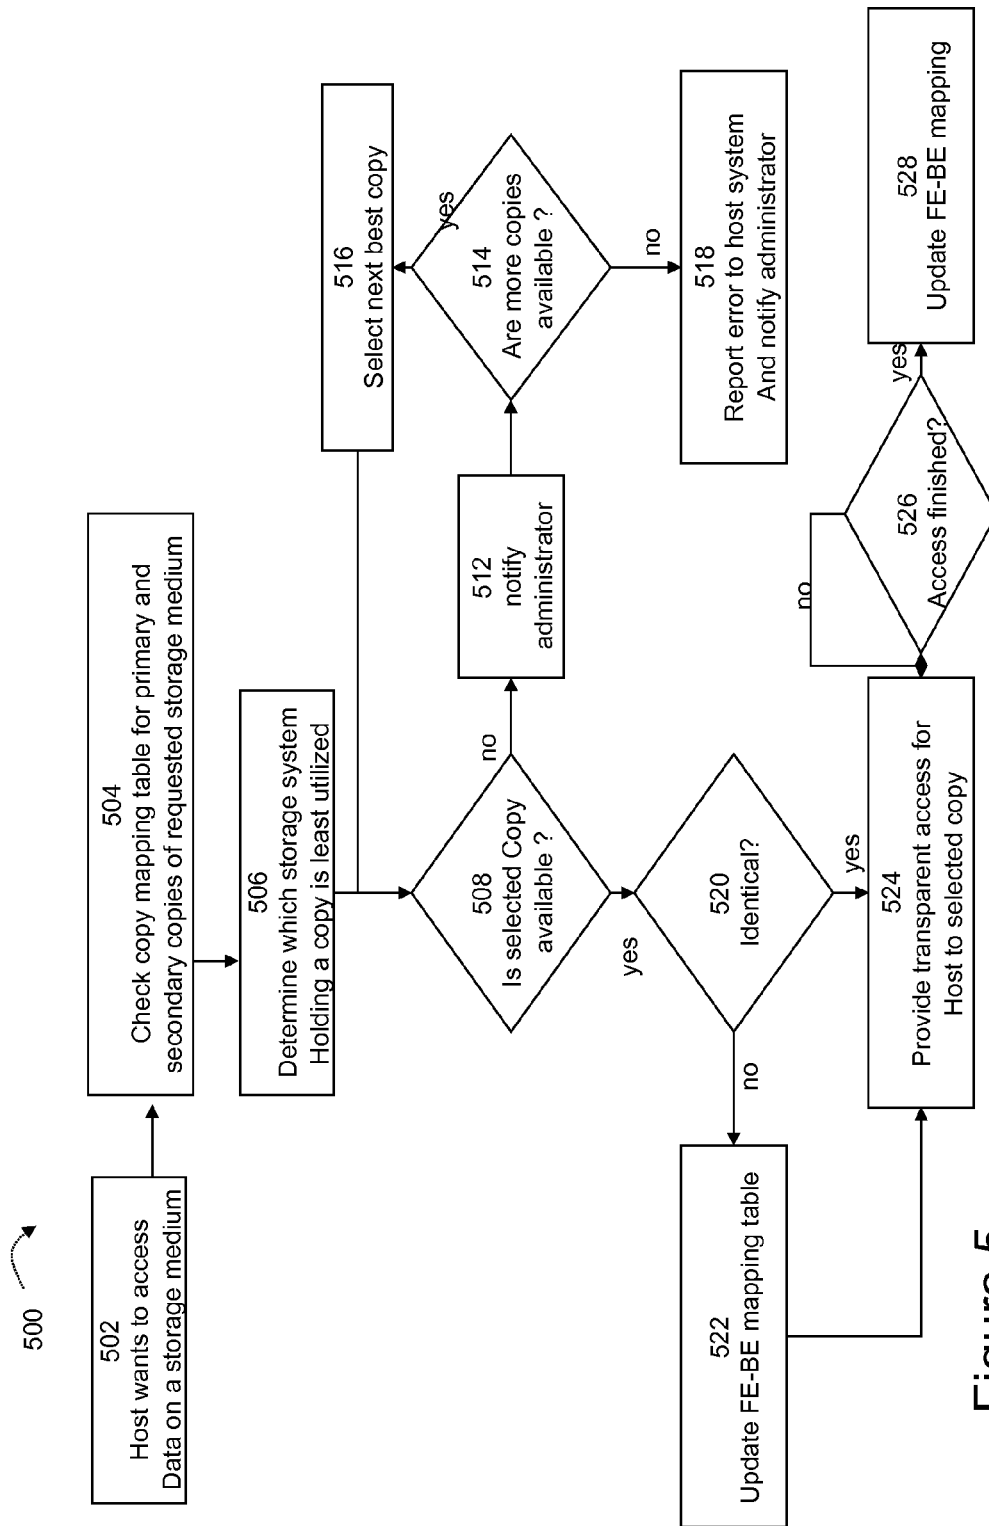 500
502
Host wants to access
Data on a storage medium
504
Check copy mapping table for primary and
secondary copies of requested storage medium
506
Determine which storage system
Holding a copy is least utilized
508
Is selected Copy
available ?
no
yes
512
notify
administrator
514
Are more copies
available ?
yes
no
516
Select next best copy
518
Report error to host system
And notify administrator
520
Identical?
no
yes
522
Update FE-BE mapping table
524
Provide transparent access for
Host to selected copy
526
Access finished?
no
yes
528
Update FE-BE mapping
Figure 5